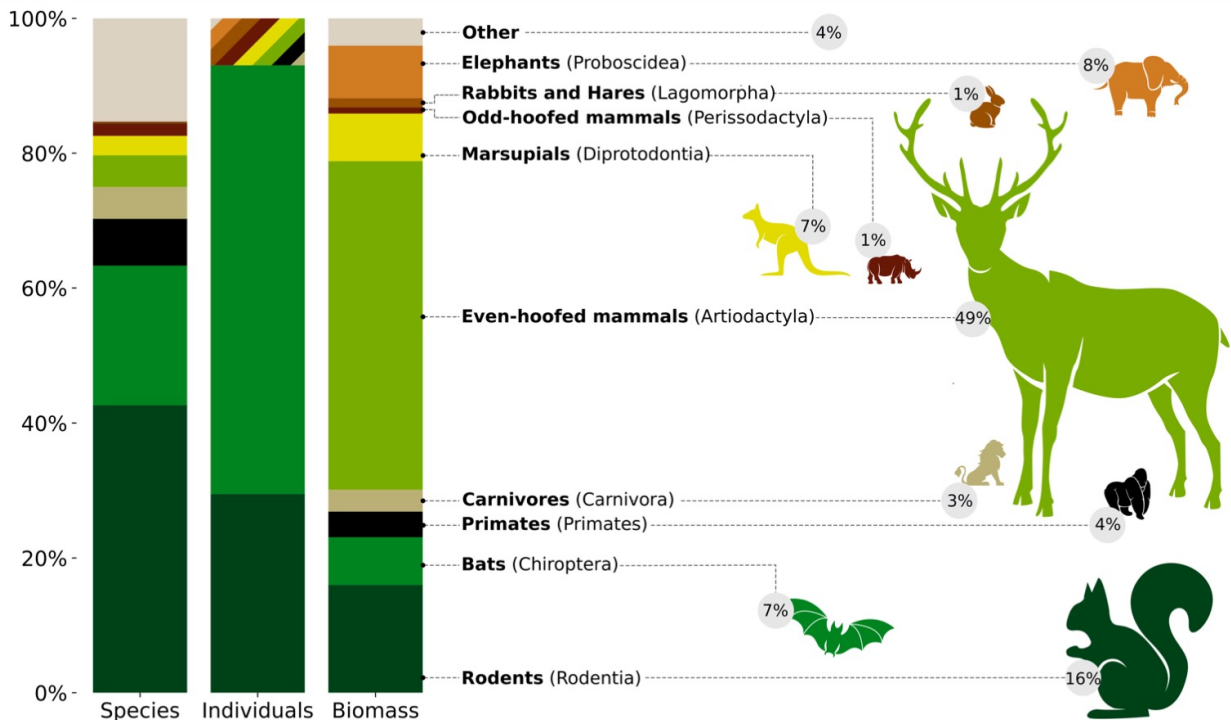 100%
80%
60%
40%
20%
0%
Species
Individuals
Biomass
Other
4%
Elephants (Proboscidea)
8%
Rabbits and Hares (Lagomorpha)
1%
Odd-hoofed mammals (Perissodactyla)
1%
Marsupials (Diprotodontia)
7%
Even-hoofed mammals (Artiodactyla)
49%
Carnivores (Carnivora)
3%
Primates (Primates)
4%
Bats (Chiroptera)
7%
Rodents (Rodentia)
16%